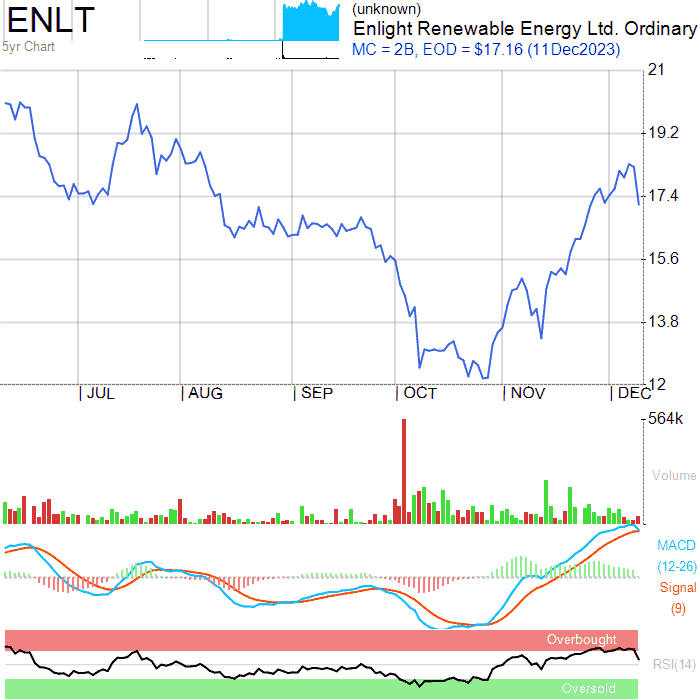 ENLT
5yr Chart
(unknown)
Enlight Renewable Energy Ltd. Ordinary
MC = 2B, EOD = $17.16 (11Dec2023)
21
19.2
17.4
15.6
13.8
12
JUL AUG SEP OCT NOV DEC
564k
Volume
MACD
(12-26)
Signal
(9)
Overbought
RSI(14)
Oversold